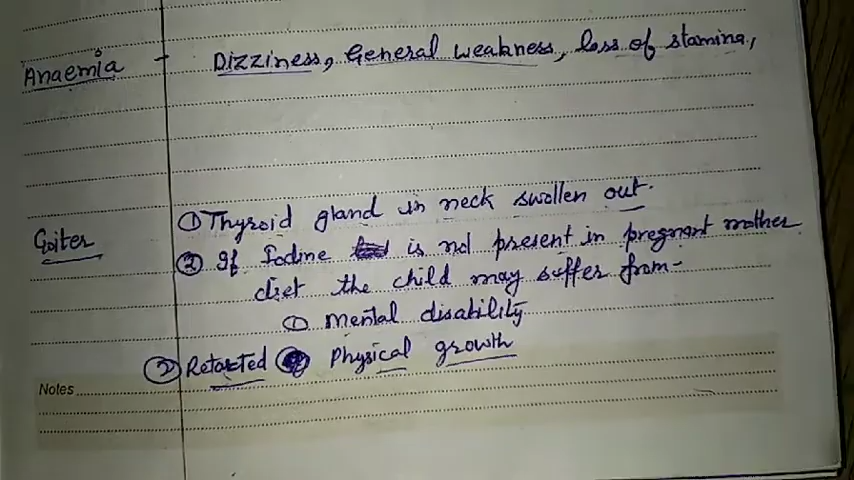 Anaemia - Dizziness, General weakness, loss of stamina,
① Thyroid gland in neck swollen out.
Goiter
② If Iodine is not present in pregnant mother
diet the child may suffer from-
① Mental disability
② Retarted Physical growth
Notes